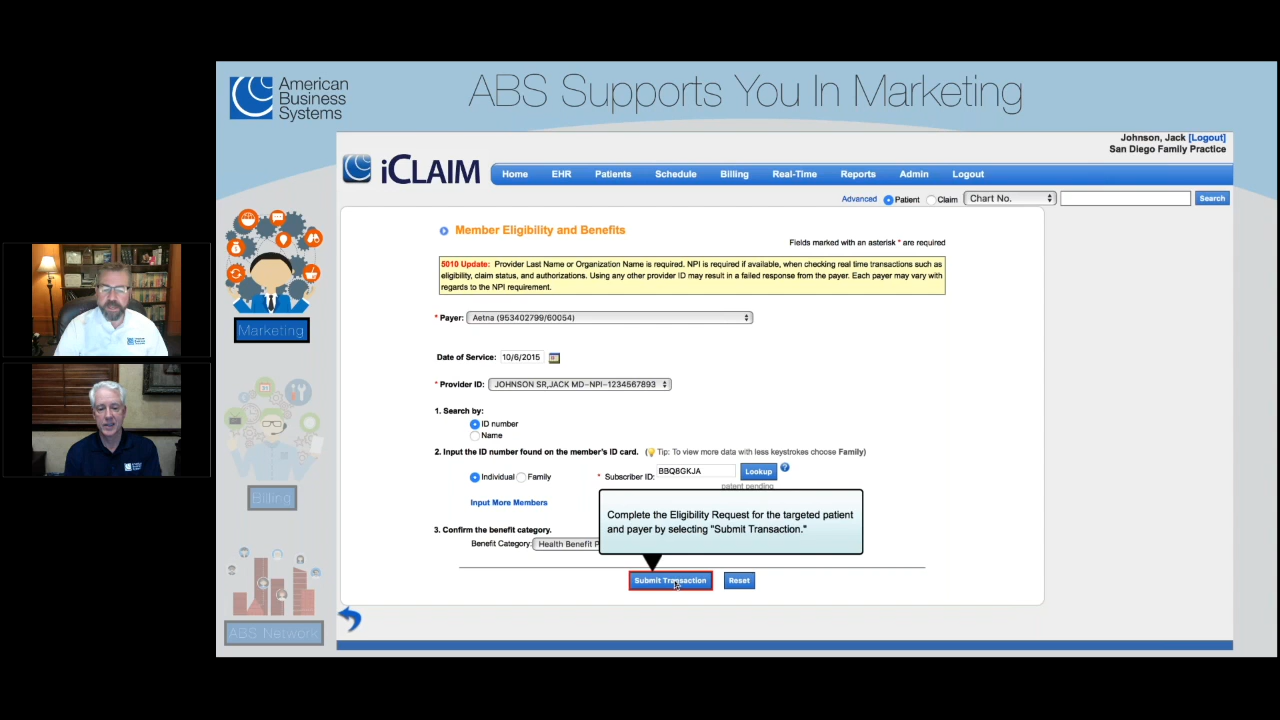 American
Business
Systems
ABS Supports You In Marketing
Johnson, Jack [Logout]
San Diego Family Practice
iCLAIM
Home EHR Patients Schedule Billing Real-Time Reports Admin Logout
Advanced Patient Claim Chart No. Search
Member Eligibility and Benefits
Fields marked with an asterisk * are required
5010 Update: Provider Last Name or Organization Name is required. NPI is required if available, when checking real time transactions such as
eligibility, claim status, and authorizations. Using any other provider ID may result in a failed response from the payer. Each payer may vary with
regards to the NPI requirement.
* Payer: Aetna (953402799/60054)
Date of Service: 10/6/2015
* Provider ID: JOHNSON SR,JACK MD-NPI-1234567893
1. Search by:
ID number
Name
2. Input the ID number found on the member's ID card. ( Tip: To view more data with less keystrokes choose Family)
Individual Family * Subscriber ID: BBQ8GKJA Lookup ?
patent pending
Input More Members
Complete the Eligibility Request for the targeted patient
and payer by selecting "Submit Transaction."
3. Confirm the benefit category.
Benefit Category: Health Benefit P
Submit Transaction Reset
Marketing
Billing
ABS Network